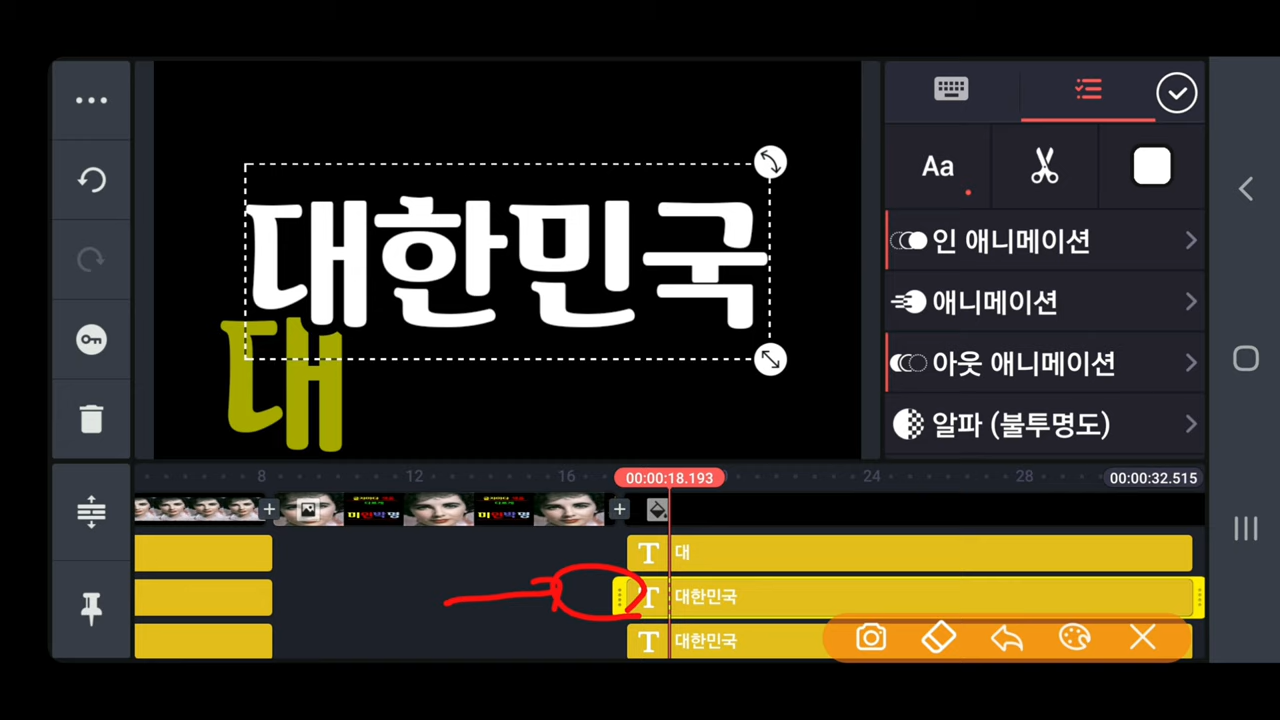 대한민국
대
Aa
인 애니메이션
애니메이션
아웃 애니메이션
알파 (불투명도)
8 12 16 00:00:18.193 24 28 00:00:32.515
T 대
T 대한민국
T 대한민국